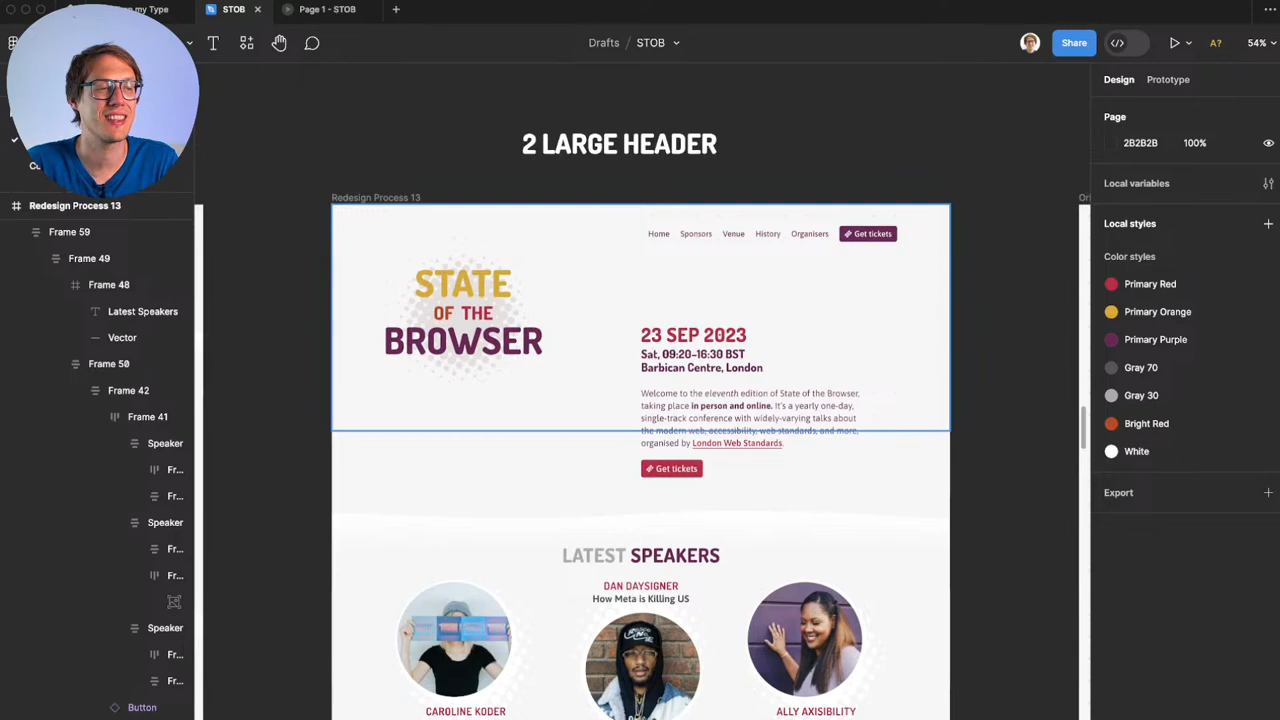 my Type
STOB
Page 1 - STOB
Drafts / STOB
Share
A?
54%
2 LARGE HEADER
Redesign Process 13
Redesign Process 13
Frame 59
Frame 49
Frame 48
Latest Speakers
Vector
Frame 50
Frame 42
Frame 41
Speaker
Fr...
Fr...
Speaker
Fr...
Fr...
Speaker
Fr...
Fr...
Button
Home
Sponsors
Venue
History
Organisers
Get tickets
STATE
OF THE
BROWSER
23 SEP 2023
Sat, 09:20–16:30 BST
Barbican Centre, London
Welcome to the eleventh edition of State of the Browser,
taking place in person and online. It's a yearly one-day,
single-track conference with widely-varying talks about
the modern web, accessibility, web standards, and more,
organised by London Web Standards.
Get tickets
LATEST SPEAKERS
DAN DAYSIGNER
How Meta is Killing US
CAROLINE KODER
ALLY AXISIBILITY
Design
Prototype
Page
2B2B2B
100%
Local variables
Local styles
Color styles
Primary Red
Primary Orange
Primary Purple
Gray 70
Gray 30
Bright Red
White
Export